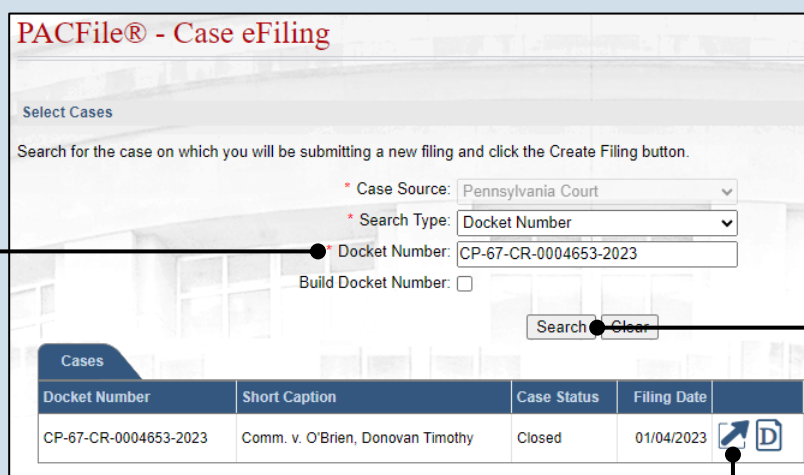 PACFile® - Case eFiling
Select Cases
Search for the case on which you will be submitting a new filing and click the Create Filing button.
* Case Source: Pennsylvania Court
* Search Type: Docket Number
* Docket Number: CP-67-CR-0004653-2023
Build Docket Number:
Search Clear
Cases
Docket Number Short Caption Case Status Filing Date
CP-67-CR-0004653-2023 Comm. v. O'Brien, Donovan Timothy Closed 01/04/2023 D